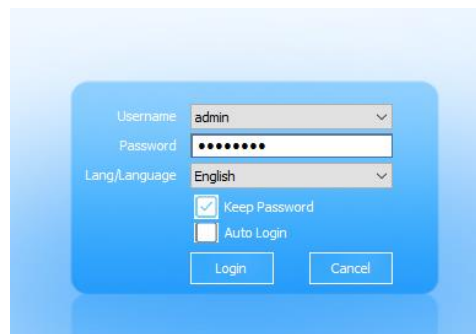 Username admin
Password ••••••••
Lang/Language English
Keep Password
Auto Login
Login Cancel